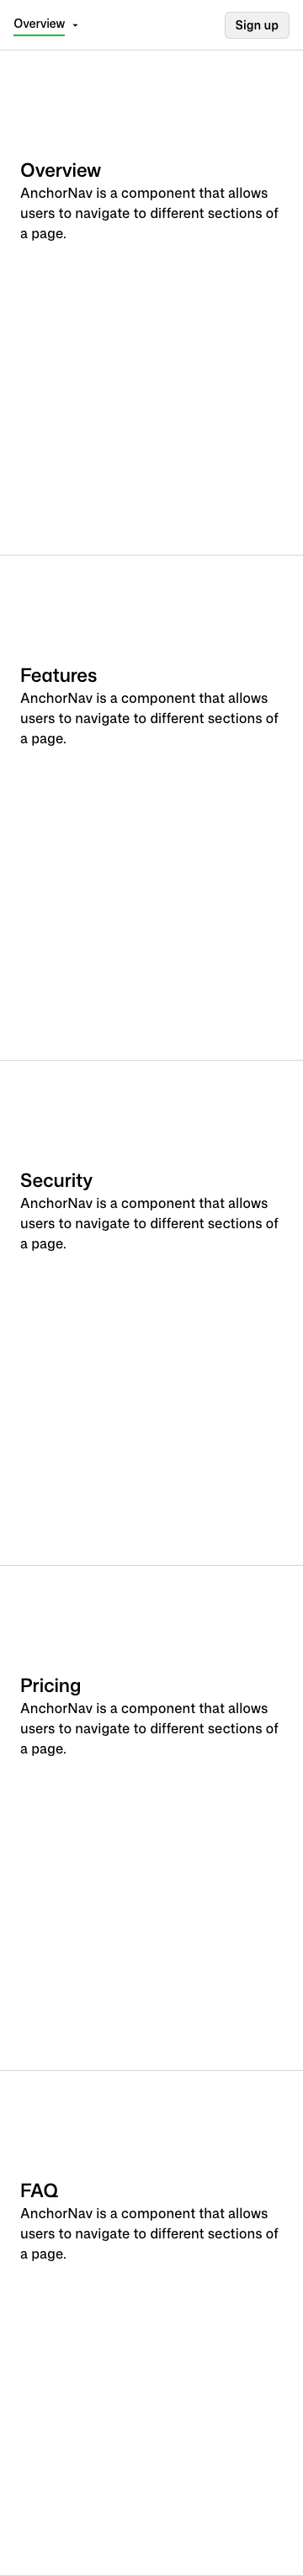 Overview
Sign up
Overview
AnchorNav is a component that allows
users to navigate to different sections of
a page.
Features
AnchorNav is a component that allows
users to navigate to different sections of
a page.
Security
AnchorNav is a component that allows
users to navigate to different sections of
a page.
Pricing
AnchorNav is a component that allows
users to navigate to different sections of
a page.
FAQ
AnchorNav is a component that allows
users to navigate to different sections of
a page.